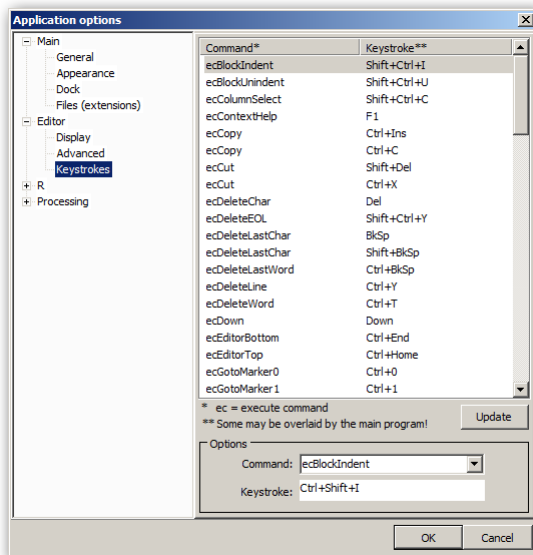 Application options
Main
General
Appearance
Dock
Files (extensions)
Editor
Display
Advanced
Keystrokes
R
Processing
Command* Keystroke**
ecBlockIndent Shift+Ctrl+I
ecBlockUnindent Shift+Ctrl+U
ecColumnSelect Shift+Ctrl+C
ecContextHelp F1
ecCopy Ctrl+Ins
ecCopy Ctrl+C
ecCut Shift+Del
ecCut Ctrl+X
ecDeleteChar Del
ecDeleteEOL Shift+Ctrl+Y
ecDeleteLastChar BkSp
ecDeleteLastChar Shift+BkSp
ecDeleteLastWord Ctrl+BkSp
ecDeleteLine Ctrl+Y
ecDeleteWord Ctrl+T
ecDown Down
ecEditorBottom Ctrl+End
ecEditorTop Ctrl+Home
ecGotoMarker0 Ctrl+0
ecGotoMarker1 Ctrl+1
* ec = execute command
** Some may be overlaid by the main program!
Update
Options
Command: ecBlockIndent
Keystroke: Ctrl+Shift+I
OK Cancel